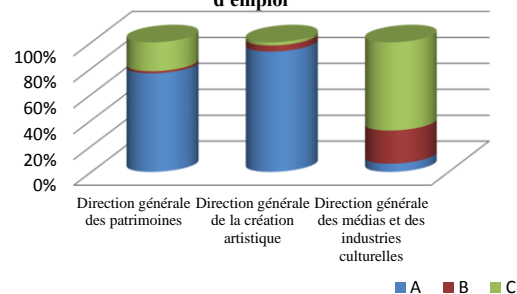 d'emploi
100%
80%
60%
40%
20%
0%
Direction générale
des patrimoines
Direction générale
de la création
artistique
Direction générale
des médias et des
industries
culturelles
A B C